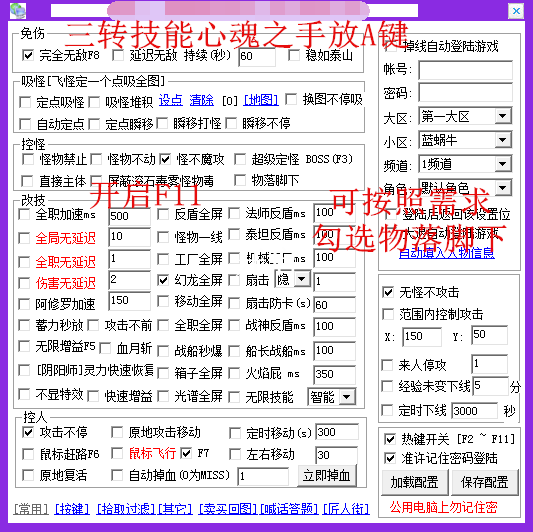 三转技能心魂之手放A键
免伤
完全无敌F8 延迟无敌 持续(秒) 60 稳如泰山
吸怪[飞怪定一个点吸全图]
定点吸怪 吸怪堆积 设点 清除 [0] [地图] 换图不停吸
自动定点 定点瞬移 瞬移打怪 瞬移不停
控怪
怪物禁止 怪物不动 怪不魔攻 超级定怪 BOSS(F3)
直接主体 屏蔽滚石毒雾怪物毒 物落脚下
开启F11
改技
全职加速ms 500 反盾全屏 法师反盾ms 100
全局无延迟 10 怪物一线 泰坦反盾ms 100
全职无延迟 1 工厂全屏 100
伤害无延迟 2 幻龙全屏 扇击 隐 1
阿修罗加速 150 移动全屏 扇击防卡(s) 60
蓄力秒放 攻击不前 全职全屏 战神反盾ms 100
无限增益F5 血月斩 战船秒爆 船长战船ms 100
[阴阳师]灵力快速恢复 箱子全屏 火焰屁 ms 350
不显特效 快速增益 光谱全屏 无限技能 智能
控人
攻击不停 原地攻击移动 定时移动(s) 300
鼠标赶路F6 鼠标飞行 F7 左右移动 30
原地复活 自动掉血(0为MISS) 1 立即掉血
[常用] [按键] [拾取过滤] [其它] [卖买回图] [喊话答题] [匠人街]
掉线自动登陆游戏
帐号:
密码:
大区: 第一大区
小区: 蓝蜗牛
频道: 1频道
角色: 默认角色
可按照需求
勾选物落脚下
登陆后返回该设置位
自动登陆游戏
自动填入人物信息
无怪不攻击
范围内控制攻击
X: 150 Y: 50
来人停攻 1
经验未变下线 5 分
定时下线 3000 秒
热键开关 [F2 ~ F11]
准许记住密码登陆
加载配置 保存配置
公用电脑上勿记住密